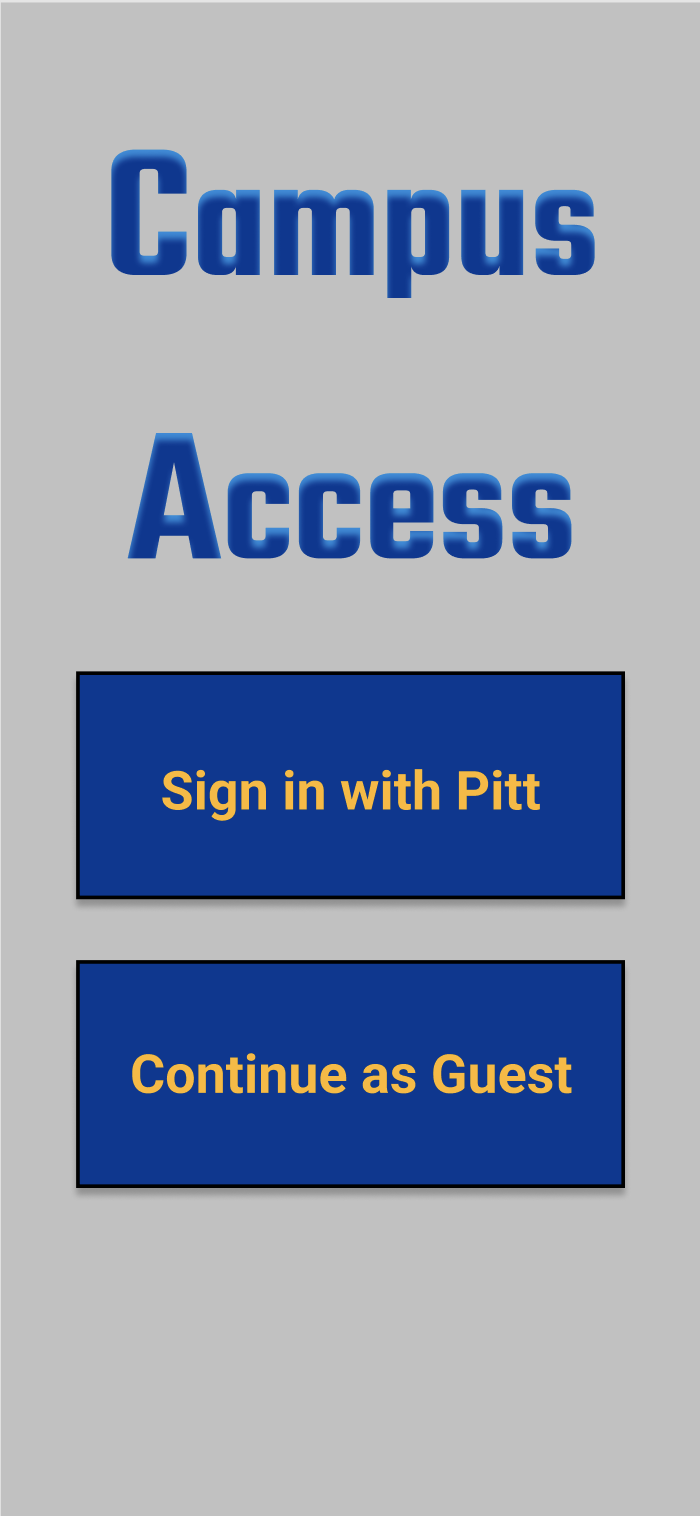 Campus
Access
Sign in with Pitt
Continue as Guest